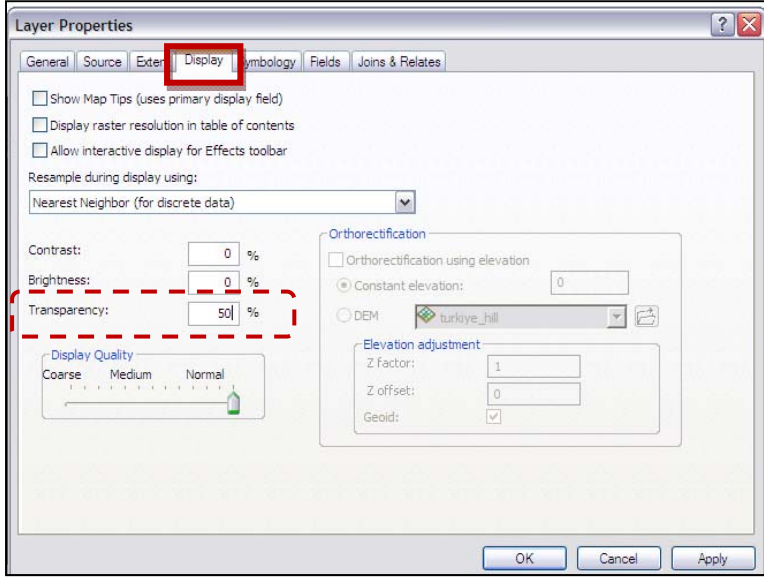 Layer Properties
General Source Exten Display ymbology Fields Joins & Relates
Show Map Tips (uses primary display field)
Display raster resolution in table of contents
Allow interactive display for Effects toolbar
Resample during display using:
Nearest Neighbor (for discrete data)
Contrast: 0 %
Brightness: 0 %
Transparency: 50 %
Display Quality
Coarse Medium Normal
Orthorectification
Orthorectification using elevation
Constant elevation: 0
DEM turkiye_hill
Elevation adjustment
Z factor: 1
Z offset: 0
Geoid:
OK Cancel Apply